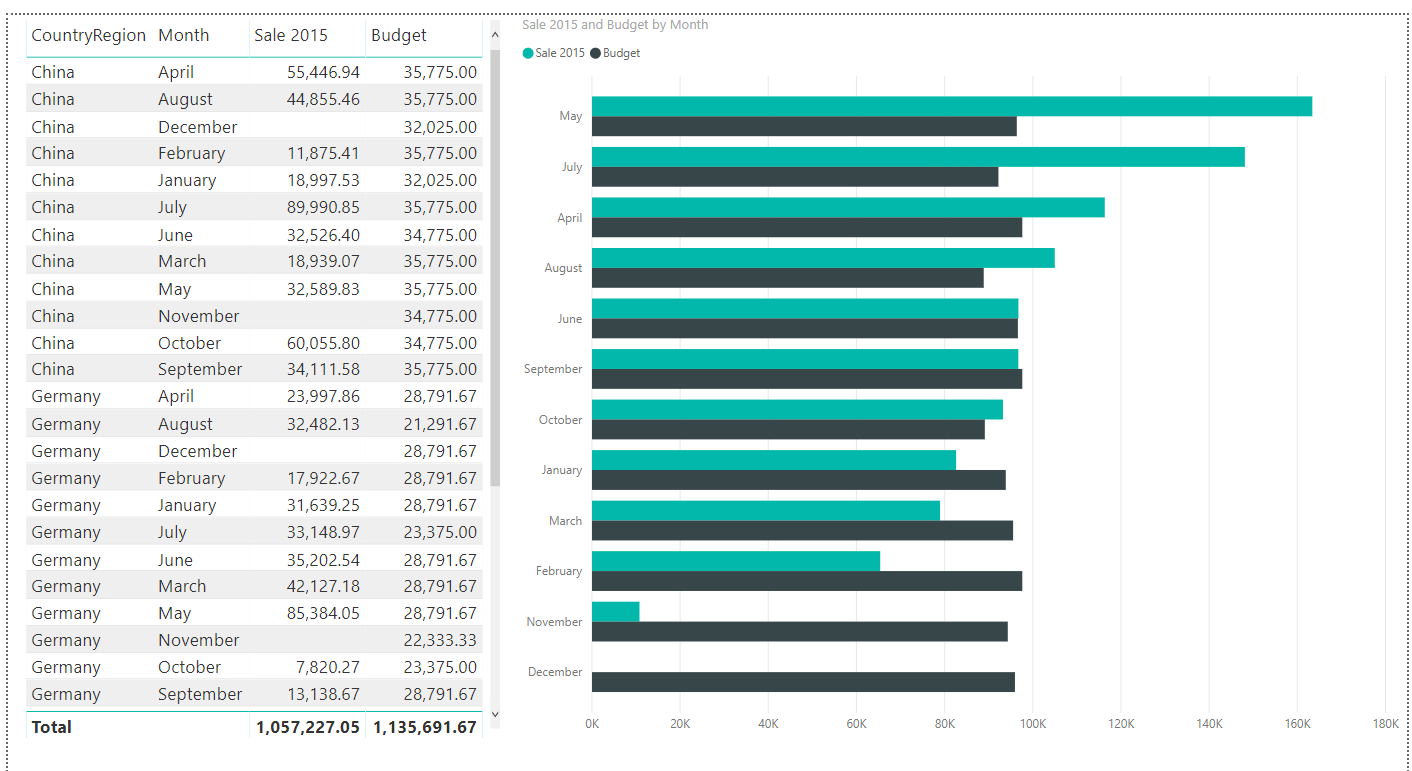 CountryRegion Month Sale 2015 Budget
China April 55,446.94 35,775.00
China August 44,855.46 35,775.00
China December 32,025.00
China February 11,875.41 35,775.00
China January 18,997.53 32,025.00
China July 89,990.85 35,775.00
China June 32,526.40 34,775.00
China March 18,939.07 35,775.00
China May 32,589.83 35,775.00
China November 34,775.00
China October 60,055.80 34,775.00
China September 34,111.58 35,775.00
Germany April 23,997.86 28,791.67
Germany August 32,482.13 21,291.67
Germany December 28,791.67
Germany February 17,922.67 28,791.67
Germany January 31,639.25 28,791.67
Germany July 33,148.97 23,375.00
Germany June 35,202.54 28,791.67
Germany March 42,127.18 28,791.67
Germany May 85,384.05 28,791.67
Germany November 22,333.33
Germany October 7,820.27 23,375.00
Germany September 13,138.67 28,791.67
Total 1,057,227.05 1,135,691.67
Sale 2015 and Budget by Month
Sale 2015 Budget
May
July
April
August
June
September
October
January
March
February
November
December
0K 20K 40K 60K 80K 100K 120K 140K 160K 180K